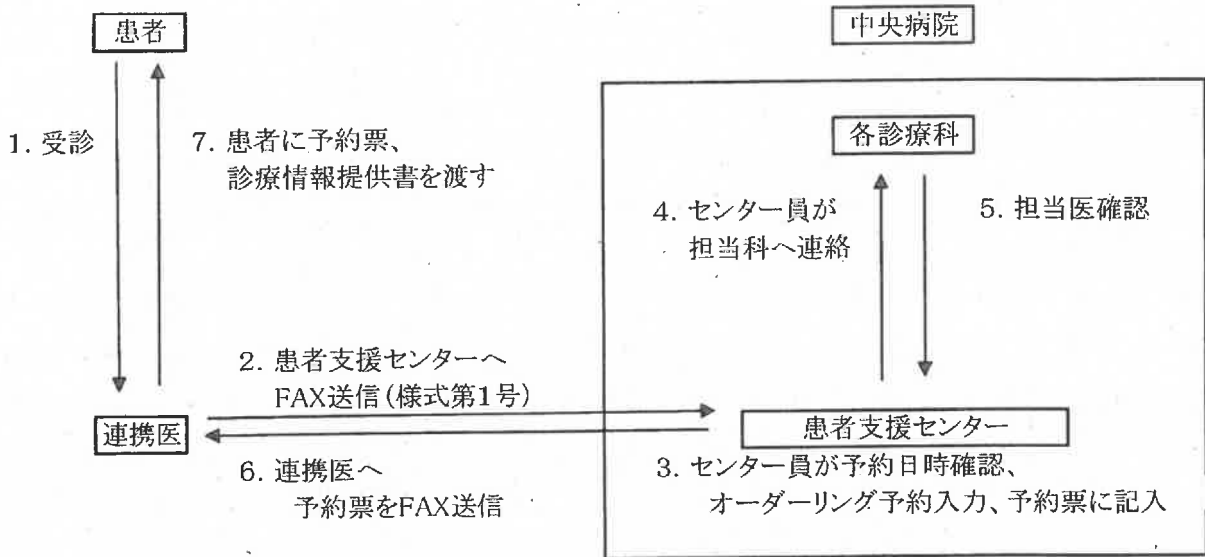 患者
中央病院
各診療科
1. 受診
7. 患者に予約票、
診療情報提供書を渡す
4. センター員が
担当科へ連絡
5. 担当医確認
2. 患者支援センターへ
FAX送信(様式第1号)
連携医
患者支援センター
6. 連携医へ
予約票をFAX送信
3. センター員が予約日時確認、
オーダーリング予約入力、予約票に記入